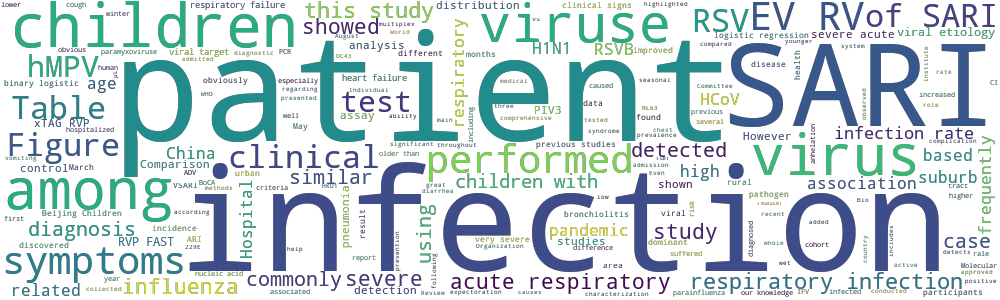 lower cough respiratory failure this study distribution clinical signs highlighted
children showed viruse RSV EV RV of SARI
winter vs logistic regression younger severe acute viral etiology
obvious paramyxoviruse viral target August multiplex World analysis different months H1N1 RSVB improved compared system institute rate
hMPV human diagnostic PCR OC43 disease health
patient SARI
admitted
binary logistic age obviously especially heart failure respiratory caused seasonal Committee CI
Table test PIV3 data NL63 HCoV previous increased
WHO regarding individual medical three
xTAG RVP presented ability main comprehensive tested found several role
hospitalized well assay including syndrome chest observed
Figure May significant throughout previous studies prevalence However infection rate
vomiting control March China methods older than performed detected virus based complication
Comparison clinical similar run Even anhelation
ADV urban children with shown high rural association suburb
among VSARI BoCA criteria HKU1 great diarrhea low pathogen tract higher
first Beijing Children according pneumonia bronchiolitis viral risk reason recent added Bio frequently
diagnosis incidence Hospital infection using pandemic study
discovered RVP FAST ARI result studies dominant diagnosed cohort country case
229E help prevention very severe difference suffered whole includes detects
symptoms report Organization area wet active rale
related year nucleic acid commonly severe following acute respiratory respiratory infection Molecular approved
collected influenza detection expectoration causes parainfluenza IFV infected conducted positive
associated Review characterization our knowledge participants